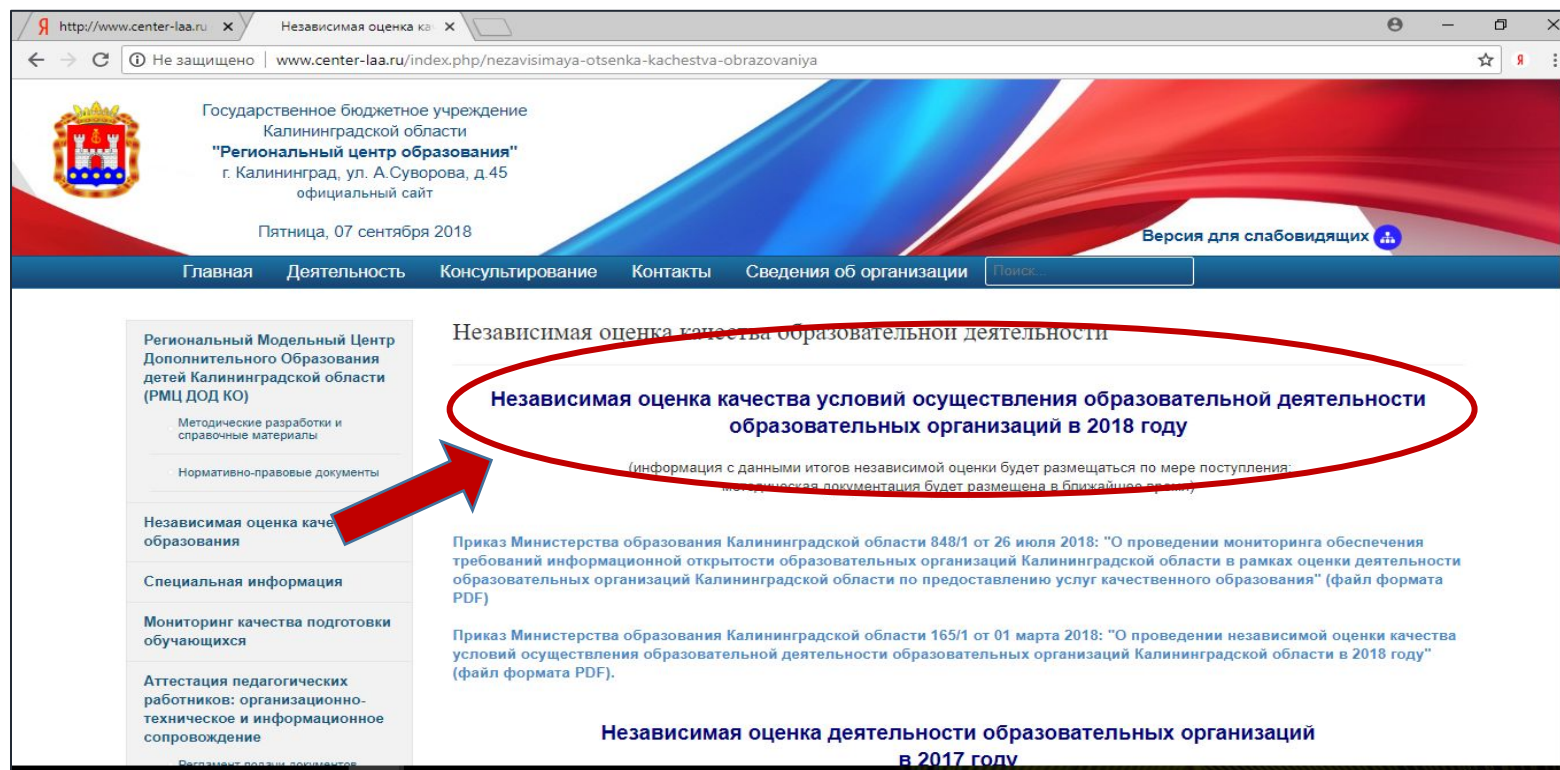 http://www.center-laa.ru
Независимая оценка ка
Не защищено | www.center-laa.ru/index.php/nezavisimaya-otsenka-kachestva-obrazovaniya
Государственное бюджетное учреждение
Калининградской области
"Региональный центр образования"
г. Калининград, ул. А.Суворова, д.45
официальный сайт
Пятница, 07 сентября 2018
Версия для слабовидящих
Главная Деятельность Консультирование Контакты Сведения об организации Поиск...
Региональный Модельный Центр
Дополнительного Образования
детей Калининградской области
(РМЦ ДОД КО)
Методические разработки и
справочные материалы
Нормативно-правовые документы
Независимая оценка каче
образования
Специальная информация
Мониторинг качества подготовки
обучающихся
Аттестация педагогических
работников: организационно-
техническое и информационное
сопровождение
Регламент подачи документов
Независимая оценка качества образовательной деятельности
Независимая оценка качества условий осуществления образовательной деятельности
образовательных организаций в 2018 году
(информация с данными итогов независимой оценки будет размещаться по мере поступления;
методическая документация будет размещена в ближайшее время)
Приказ Министерства образования Калининградской области 848/1 от 26 июля 2018: "О проведении мониторинга обеспечения
требований информационной открытости образовательных организаций Калининградской области в рамках оценки деятельности
образовательных организаций Калининградской области по предоставлению услуг качественного образования" (файл формата
PDF)
Приказ Министерства образования Калининградской области 165/1 от 01 марта 2018: "О проведении независимой оценки качества
условий осуществления образовательной деятельности образовательных организаций Калининградской области в 2018 году"
(файл формата PDF).
Независимая оценка деятельности образовательных организаций
в 2017 году